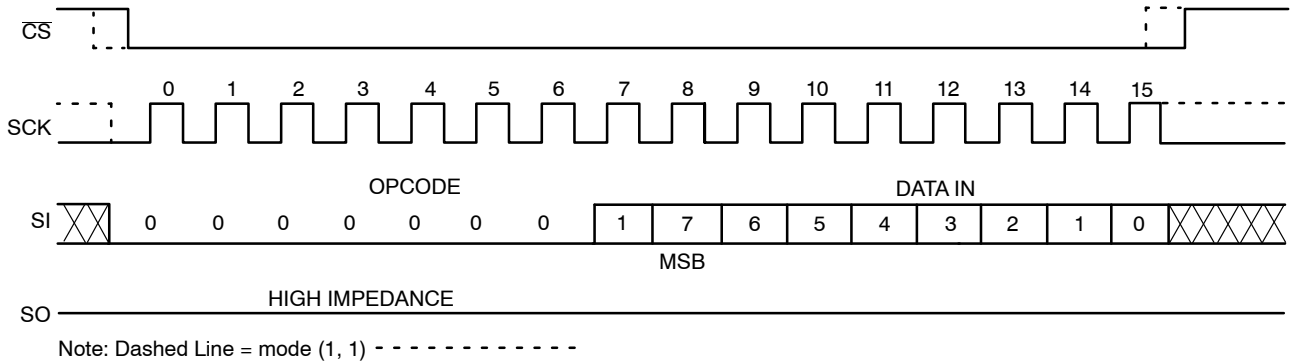 CS
0 1 2 3 4 5 6 7 8 9 10 11 12 13 14 15
SCK
OPCODE DATA IN
SI 0 0 0 0 0 0 0 1 7 6 5 4 3 2 1 0
MSB
HIGH IMPEDANCE
SO
Note: Dashed Line = mode (1, 1)